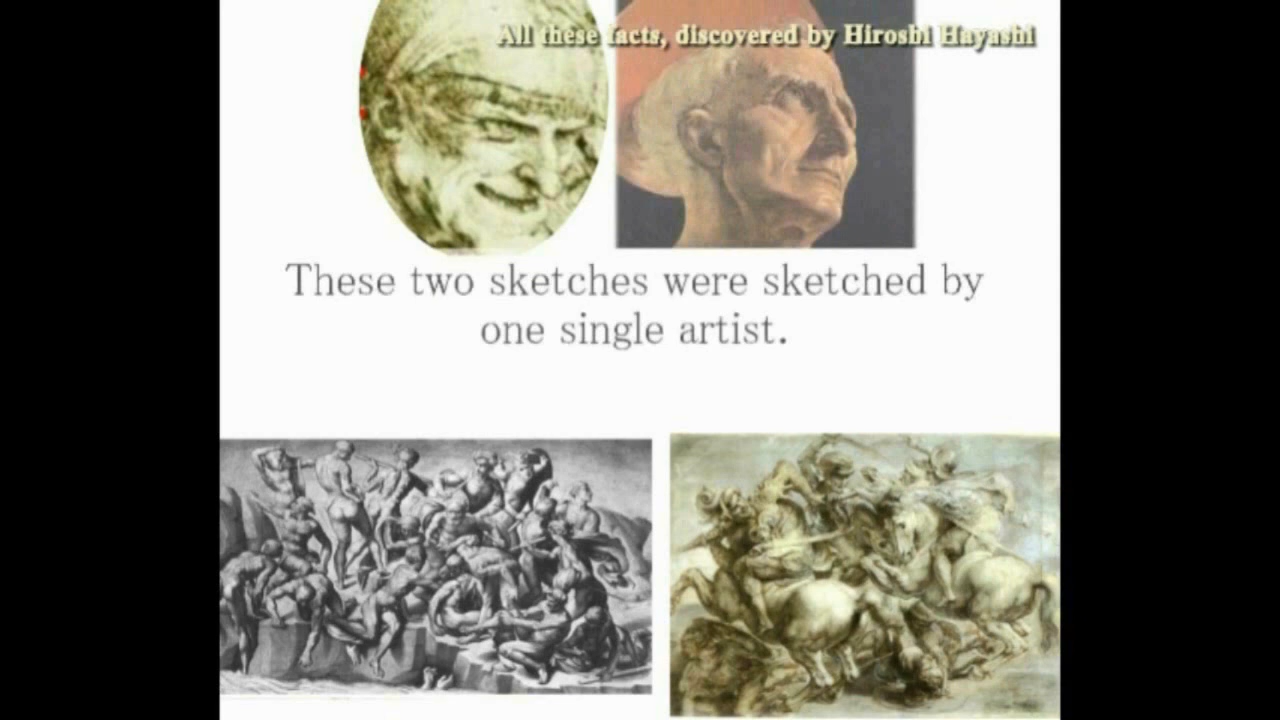 All these facts, discovered by Hiroshi Hayashi
These two sketches were sketched by
one single artist.